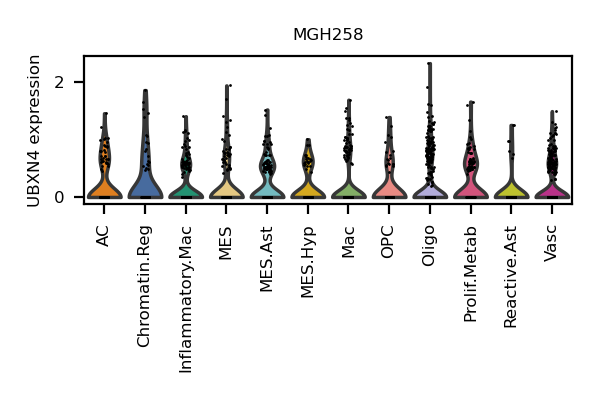 MGH258
UBXN4 expression
2
0
AC
Chromatin.Reg
Inflammatory.Mac
MES
MES.Ast
MES.Hyp
Mac
OPC
Oligo
Prolif.Metab
Reactive.Ast
Vasc